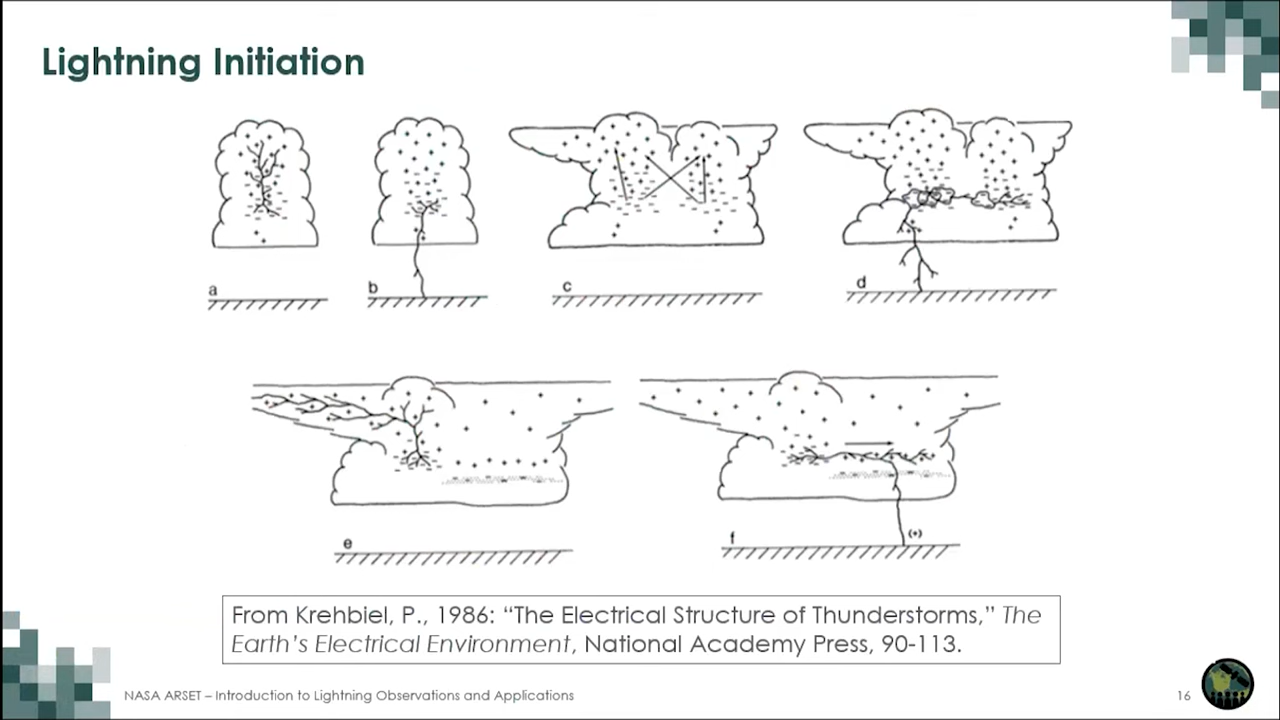 Lightning Initiation
a
b
c
d
e
f
(+)
From Krehbiel, P., 1986: “The Electrical Structure of Thunderstorms,” The
Earth’s Electrical Environment, National Academy Press, 90-113.
NASA ARSET – Introduction to Lightning Observations and Applications
16